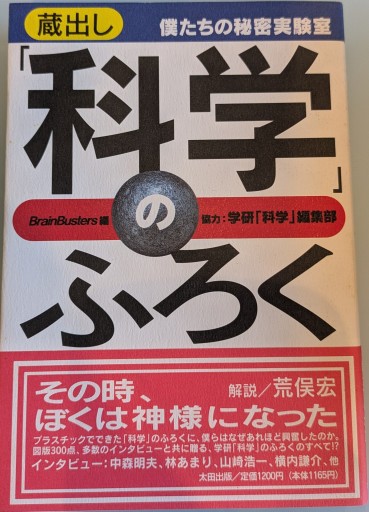 蔵出し 僕たちの秘密実験室
「科学」
の
BrainBusters 編 協力:学研「科学」編集部
ふろく
その時、 解説/荒俣宏
ぼくは神様になった
プラスチックでできた「科学」のふろくに、僕らはなぜあれほど興奮したのか。
図版300点、多数のインタビューと共に贈る、学研「科学」のふろくのすべて!?
インタビュー:中森明夫、林あまり、山崎浩一、横内謙介、他
太田出版/定価1200円(本体1165円)